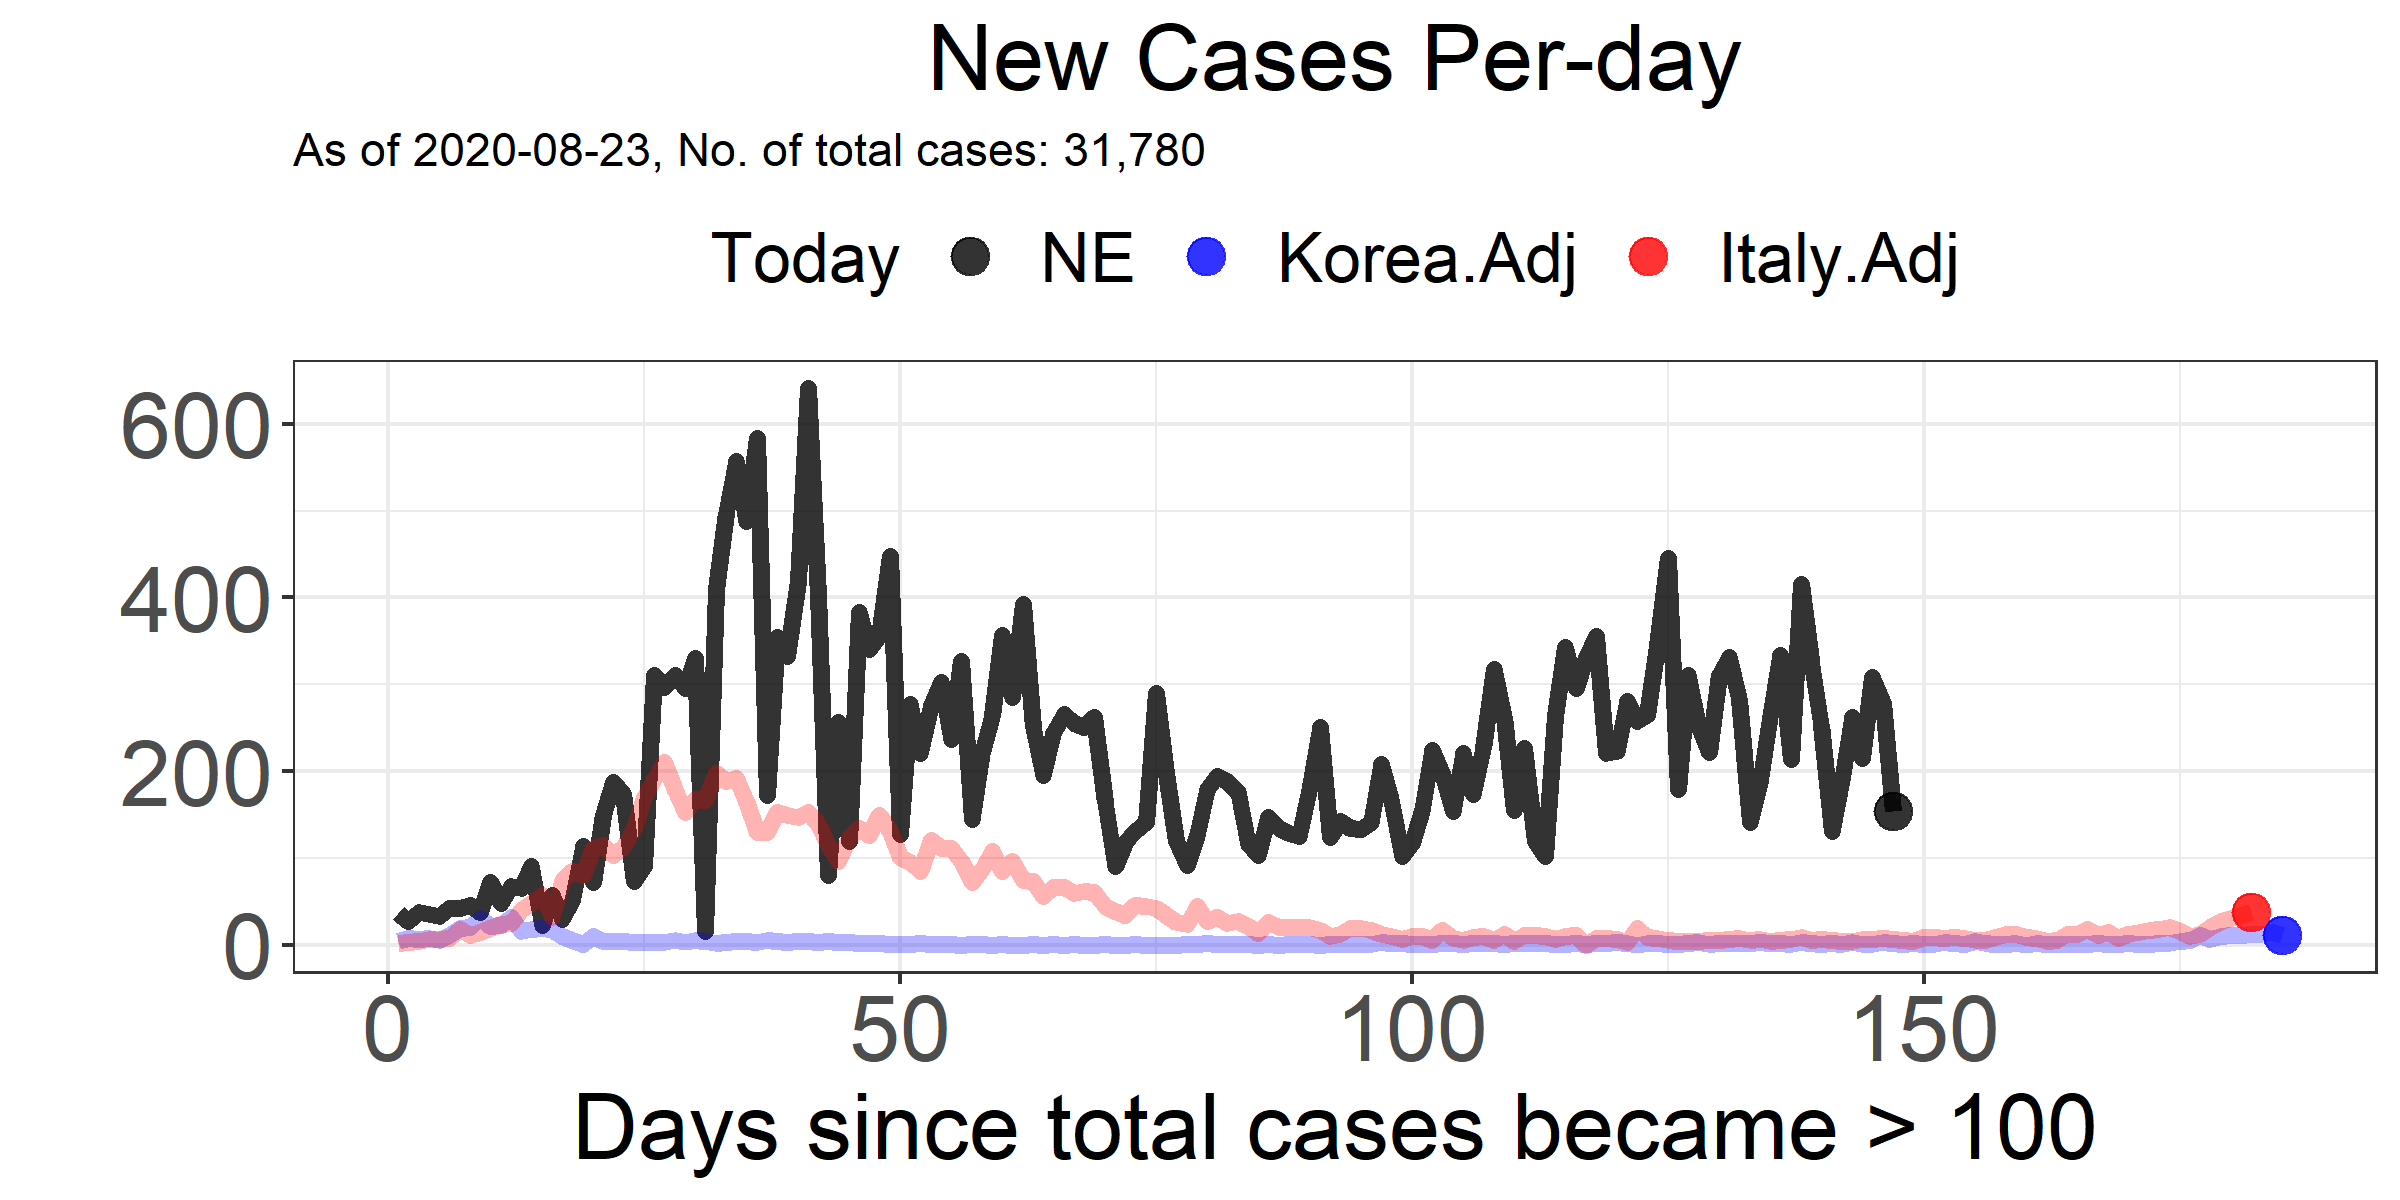 New Cases Per-day
As of 2020-08-23, No. of total cases: 31,780
Today NE Korea.Adj Italy.Adj
600
400
200
0
0 50 100 150
Days since total cases became > 100